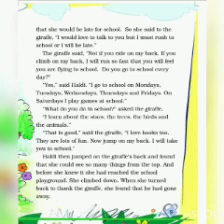 that she would be late for school. So she said to the
giraffe, "I would love to talk to you but I must rush to
school or I will be late."
The giraffe said, "Not if you ride on my back. If you
climb on my back, I will run so fast that you will feel
you are flying to school. Do you go to school every
day?"
"Yes," said Haldi. "I go to school on Mondays,
Tuesdays, Wednesdays, Thursdays and Fridays. On
Saturdays I play games at school."
"What do you do in school?" asked the giraffe.
"I learn about the stars, the trees, the birds and
the animals."
"That is good," said the giraffe, "I love books too.
They are lots of fun. Now jump on my back. I will take
you to school."
Haldi then jumped on the giraffe's back and found
that she could see so many things from the top. And
before she knew it she had reached the school
playground. She climbed down. When she turned
back to thank the giraffe, she found that he had gone
away.